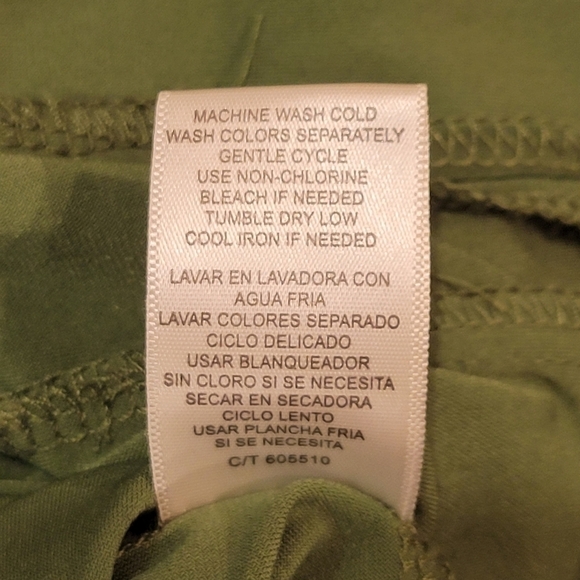 MACHINE WASH COLD
WASH COLORS SEPARATELY
GENTLE CYCLE
USE NON-CHLORINE
BLEACH IF NEEDED
TUMBLE DRY LOW
COOL IRON IF NEEDED
LAVAR EN LAVADORA CON
AGUA FRIA
LAVAR COLORES SEPARADO
CICLO DELICADO
USAR BLANQUEADOR
SIN CLORO SI SE NECESITA
SECAR EN SECADORA
CICLO LENTO
USAR PLANCHA FRIA
SI SE NECESITA
C/T 605510